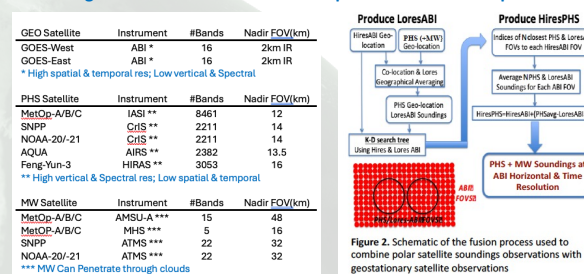 GEO Satellite Instrument #Bands Nadir FOV(km)
GOES-West ABI * 16 2km IR
GOES-East ABI * 16 2km IR
* High spatial & temporal res; Low vertical & Spectral
PHS Satellite Instrument #Bands Nadir FOV(km)
MetOp-A/B/C IASI ** 8461 12
SNPP CrIS ** 2211 14
NOAA-20/-21 CrIS ** 2211 14
AQUA AIRS ** 2382 13.5
Feng-Yun-3 HIRAS ** 3053 16
** High vertical & Spectral res; Low spatial & temporal
MW Satellite Instrument #Bands Nadir FOV(km)
MetOp-A/B/C AMSU-A *** 15 48
MetOP-A/B/C MHS *** 5 16
SNPP ATMS *** 22 32
NOAA-20/-21 ATMS *** 22 32
*** MW Can Penetrate through clouds
Produce LoresABI
HiresABI Geo-
location
PHS (+MW)
Geo-location
Co-location & Lores
Geographical Averaging
PHS Geo-location
LoresABI Soundings
K-D search tree
Using Hires & Lores ABI
Produce HiresPHS
Indices of N closest PHS & Lores
FOVs to each HiresABI FOV
Average NPHS & LoresABI
Soundings for Each ABI FOV
HiresPHS=HiresABI+(PHSavg-LoresABI
PHS + MW Soundings at
ABI Horizontal & Time
Resolution
ABI
FOVS
PHS/Lores-ABI FOVS
Figure 2. Schematic of the fusion process used to
combine polar satellite soundings observations with
geostationary satellite observations